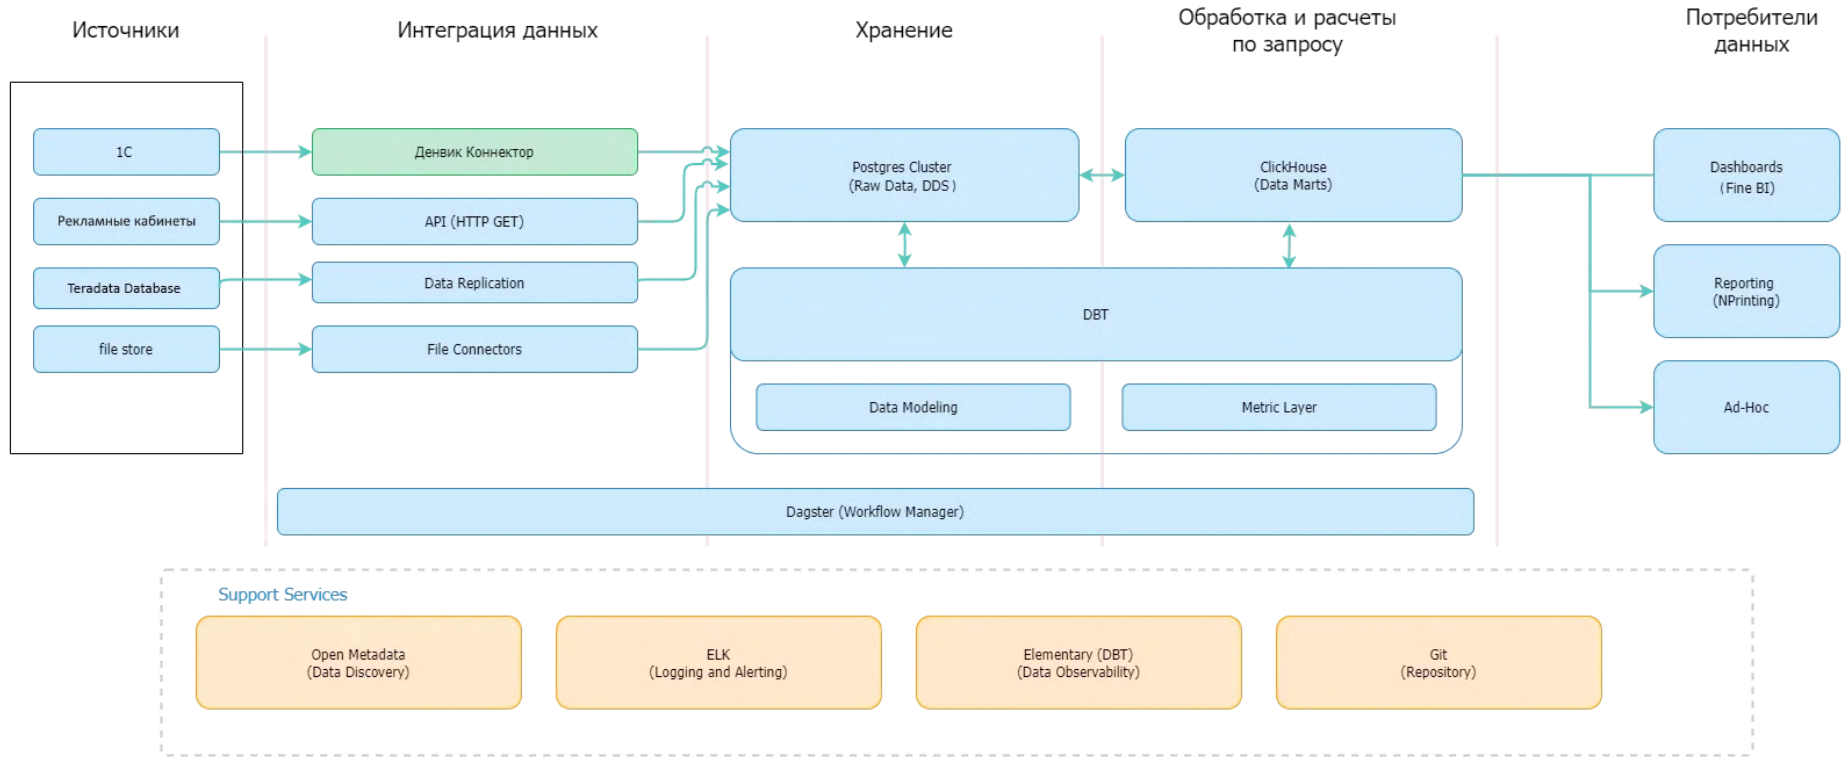 Источники
Интеграция данных
Хранение
Обработка и расчеты
по запросу
Потребители
данных
1С
Денвик Коннектор
Postgres Cluster
(Raw Data, DDS)
ClickHouse
(Data Marts)
Dashboards
(Fine BI)
Рекламные кабинеты
API (HTTP GET)
Teradata Database
Data Replication
DBT
Reporting
(NPrinting)
file store
File Connectors
Data Modeling
Metric Layer
Ad-Hoc
Dagster (Workflow Manager)
Support Services
Open Metadata
(Data Discovery)
ELK
(Logging and Alerting)
Elementary (DBT)
(Data Observability)
Git
(Repository)